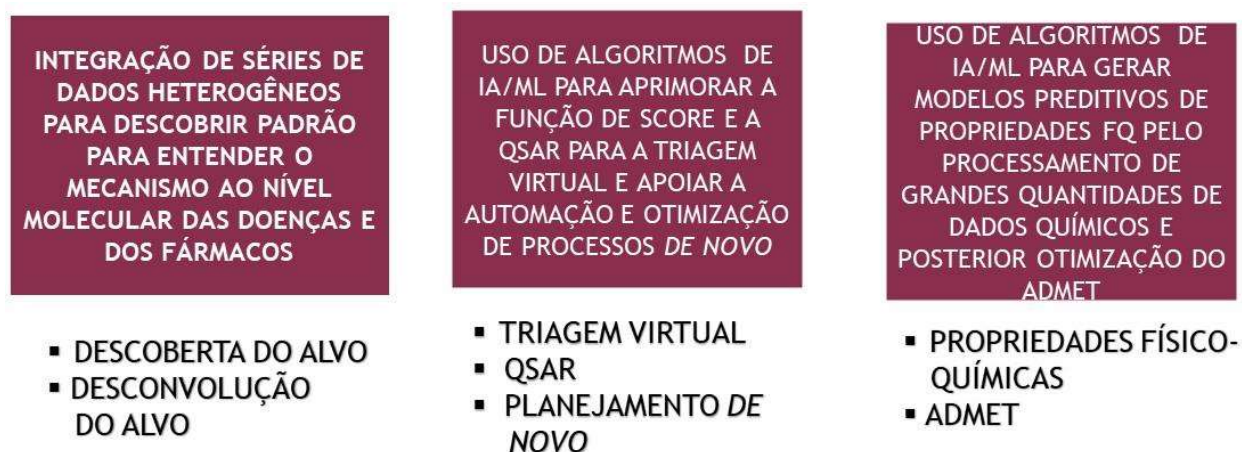 INTEGRAÇÃO DE SÉRIES DE
DADOS HETEROGÊNEOS
PARA DESCOBRIR PADRÃO
PARA ENTENDER O
MECANISMO AO NÍVEL
MOLECULAR DAS DOENÇAS E
DOS FÁRMACOS
▪ DESCOBERTA DO ALVO
▪ DESCONVOLUÇÃO
DO ALVO
USO DE ALGORITMOS DE
IA/ML PARA APRIMORAR A
FUNÇÃO DE SCORE E A
QSAR PARA A TRIAGEM
VIRTUAL E APOIAR A
AUTOMAÇÃO E OTIMIZAÇÃO
DE PROCESSOS DE NOVO
▪ TRIAGEM VIRTUAL
▪ QSAR
▪ PLANEJAMENTO DE
NOVO
USO DE ALGORITMOS DE
IA/ML PARA GERAR
MODELOS PREDITIVOS DE
PROPRIEDADES FQ PELO
PROCESSAMENTO DE
GRANDES QUANTIDADES DE
DADOS QUÍMICOS E
POSTERIOR OTIMIZAÇÃO DO
ADMET
▪ PROPRIEDADES FÍSICO-
QUÍMICAS
▪ ADMET